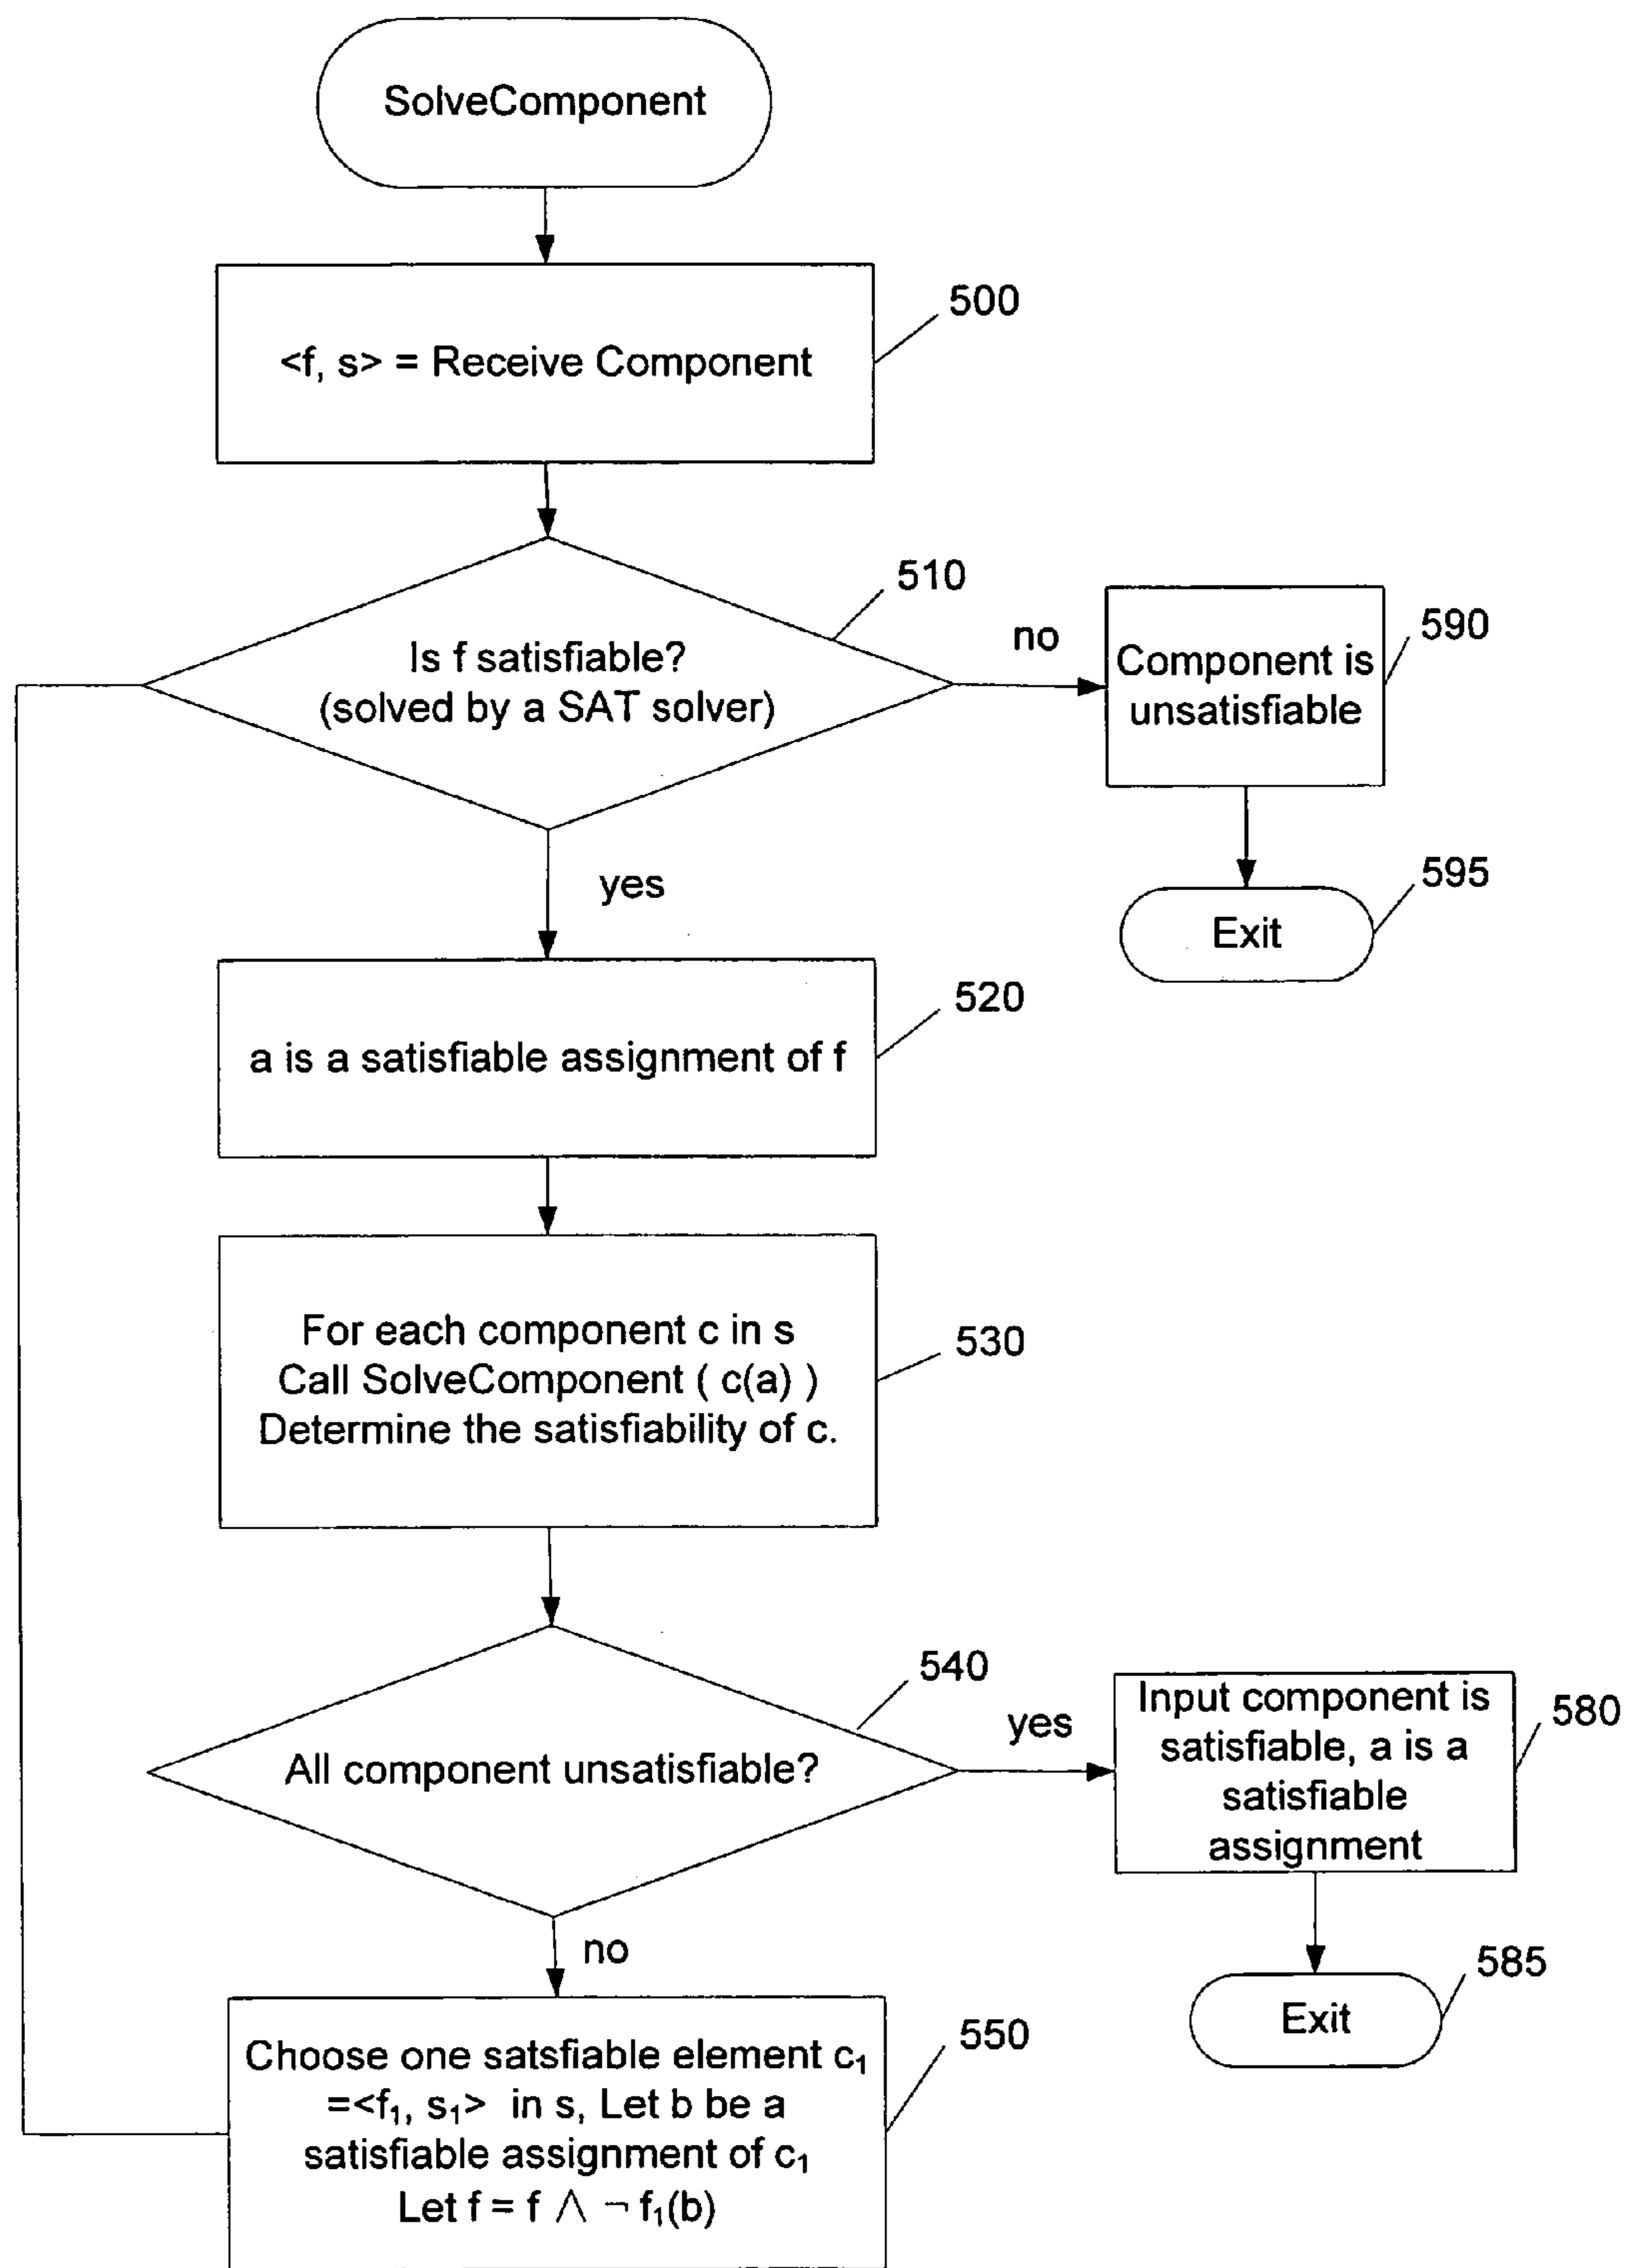 SolveComponent
500
<f, s> = Receive Component
510
Is f satisfiable?
(solved by a SAT solver)
no
590
Component is
unsatisfiable
yes
595
Exit
520
a is a satisfiable assignment of f
530
For each component c in s
Call SolveComponent ( c(a) )
Determine the satisfiability of c.
540
All component unsatisfiable?
yes
580
Input component is
satisfiable, a is a
satisfiable
assignment
no
585
Exit
550
Choose one satsfiable element c₁
=<f₁, s₁> in s, Let b be a
satisfiable assignment of c₁
Let f = f ∧ ¬ f₁(b)